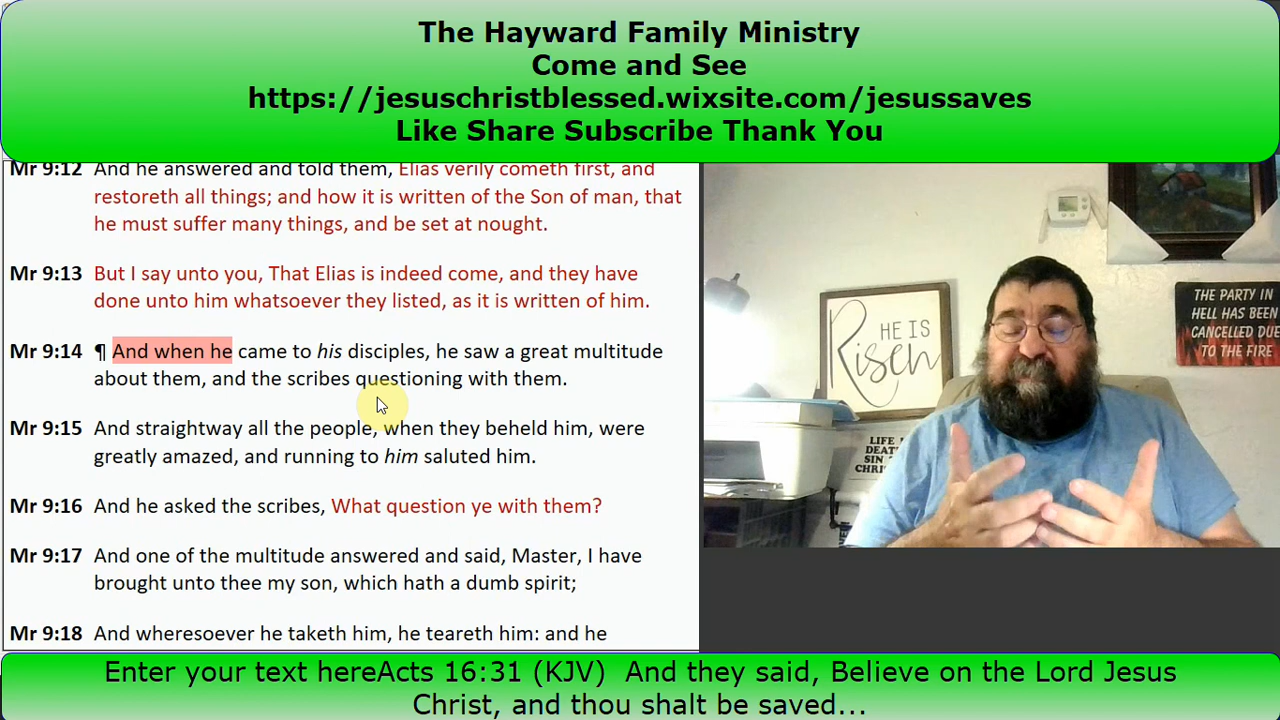 The Hayward Family Ministry
Come and See
https://jesuschristblessed.wixsite.com/jesussaves
Like Share Subscribe Thank You
Mr 9:12 And he answered and told them, Elias verily cometh first, and
restoreth all things; and how it is written of the Son of man, that
he must suffer many things, and be set at nought.
Mr 9:13 But I say unto you, That Elias is indeed come, and they have
done unto him whatsoever they listed, as it is written of him.
Mr 9:14 ¶ And when he came to his disciples, he saw a great multitude
about them, and the scribes questioning with them.
Mr 9:15 And straightway all the people, when they beheld him, were
greatly amazed, and running to him saluted him.
Mr 9:16 And he asked the scribes, What question ye with them?
Mr 9:17 And one of the multitude answered and said, Master, I have
brought unto thee my son, which hath a dumb spirit;
Mr 9:18 And wheresoever he taketh him, he teareth him: and he
HE IS
Risen
THE PARTY IN
HELL HAS BEEN
CANCELLED DUE
TO THE FIRE
LIFE
DEAT
SIN
CHRI
Enter your text hereActs 16:31 (KJV) And they said, Believe on the Lord Jesus
Christ, and thou shalt be saved...